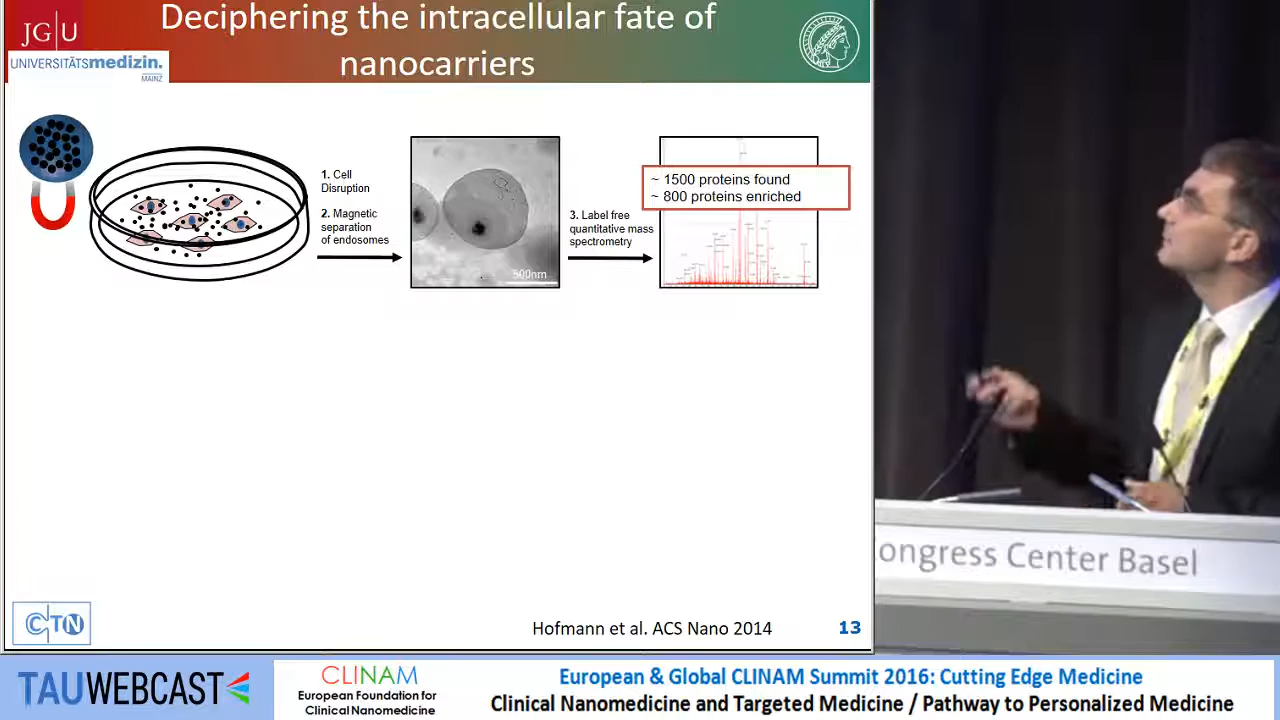 JG|U
UNIVERSITÄTSmedizin.
MAINZ
Deciphering the intracellular fate of
nanocarriers
1. Cell
Disruption
2. Magnetic
separation
of endosomes
500nm
3. Label free
quantitative mass
spectrometry
~ 1500 proteins found
~ 800 proteins enriched
CTN
Hofmann et al. ACS Nano 2014
13
ongress Center Basel
TAUWEBCAST
CLINAM
European Foundation for
Clinical Nanomedicine
European & Global CLINAM Summit 2016: Cutting Edge Medicine
Clinical Nanomedicine and Targeted Medicine / Pathway to Personalized Medicine